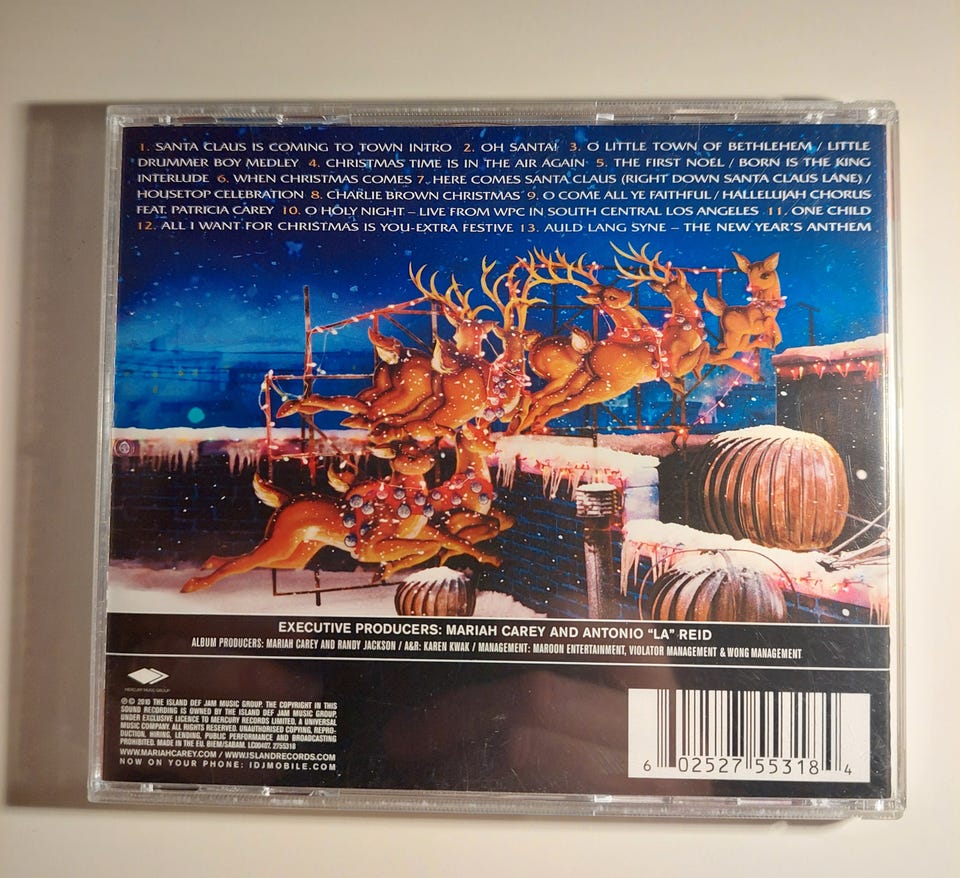 1. SANTA CLAUS IS COMING TO TOWN INTRO 2. OH SANTA! 3. O LITTLE TOWN OF BETHLEHEM / LITTLE
DRUMMER BOY MEDLEY 4. CHRISTMAS TIME IS IN THE AIR AGAIN 5. THE FIRST NOEL / BORN IS THE KING
INTERLUDE 6. WHEN CHRISTMAS COMES 7. HERE COMES SANTA CLAUS (RIGHT DOWN SANTA CLAUS LANE) /
HOUSETOP CELEBRATION 8. CHARLIE BROWN CHRISTMAS 9. O COME ALL YE FAITHFUL / HALLELUJAH CHORUS
FEAT. PATRICIA CAREY 10. O HOLY NIGHT – LIVE FROM WPC IN SOUTH CENTRAL LOS ANGELES 11. ONE CHILD
12. ALL I WANT FOR CHRISTMAS IS YOU-EXTRA FESTIVE 13. AULD LANG SYNE – THE NEW YEAR'S ANTHEM
EXECUTIVE PRODUCERS: MARIAH CAREY AND ANTONIO "LA" REID
ALBUM PRODUCERS: MARIAH CAREY AND RANDY JACKSON / A&R: KAREN KWAK / MANAGEMENT: MAROON ENTERTAINMENT, VIOLATOR MANAGEMENT & WONG MANAGEMENT
MERCURY MUSIC GROUP
℗© 2010 THE ISLAND DEF JAM MUSIC GROUP. THE COPYRIGHT IN THIS
SOUND RECORDING IS OWNED BY THE ISLAND DEF JAM MUSIC GROUP
UNDER EXCLUSIVE LICENCE TO MERCURY RECORDS LIMITED, A UNIVERSAL
MUSIC COMPANY. ALL RIGHTS RESERVED. UNAUTHORISED COPYING, REPRO-
DUCTION, HIRING, LENDING, PUBLIC PERFORMANCE AND BROADCASTING
PROHIBITED. MADE IN THE EU. BIEM/SABAM. LC00407. 2755318
WWW.MARIAHCAREY.COM / WWW.ISLANDRECORDS.COM
NOW ON YOUR PHONE: IDJMOBILE.COM
6 02527 55318 4